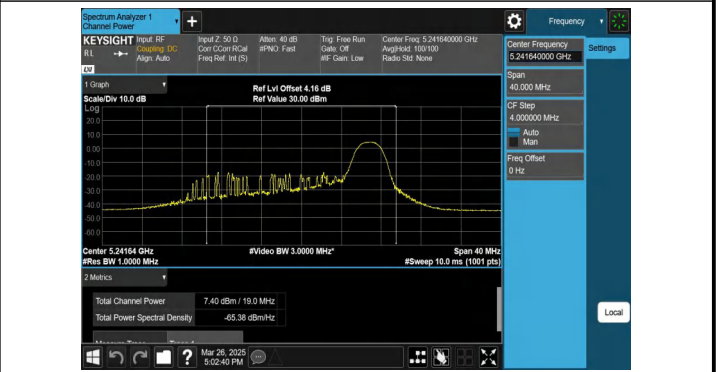 Spectrum Analyzer 1
Channel Power
+
Frequency
KEYSIGHT
Input: RF
Coupling: DC
Align: Auto
Input Z: 50 Ω
Corr CCorr RCal
Freq Ref: Int (S)
Atten: 40 dB
#PNO: Fast
Trig: Free Run
Gate: Off
#IF Gain: Low
Center Freq: 5.241640000 GHz
Avg|Hold: 100/100
Radio Std: None
RL
LXI
Center Frequency
5.241640000 GHz
Settings
Span
40.000 MHz
CF Step
4.000000 MHz
Auto
Man
Freq Offset
0 Hz
Local
1 Graph
Scale/Div 10.0 dB
Ref Lvl Offset 4.16 dB
Ref Value 30.00 dBm
Log
20.0
10.0
0.00
-10.0
-20.0
-30.0
-40.0
-50.0
-60.0
Center 5.24164 GHz
#Video BW 3.0000 MHz*
Span 40 MHz
#Res BW 1.0000 MHz
#Sweep 10.0 ms (1001 pts)
2 Metrics
Total Channel Power 7.40 dBm / 19.0 MHz
Total Power Spectral Density -65.38 dBm/Hz
?
Mar 26, 2025
5:02:40 PM